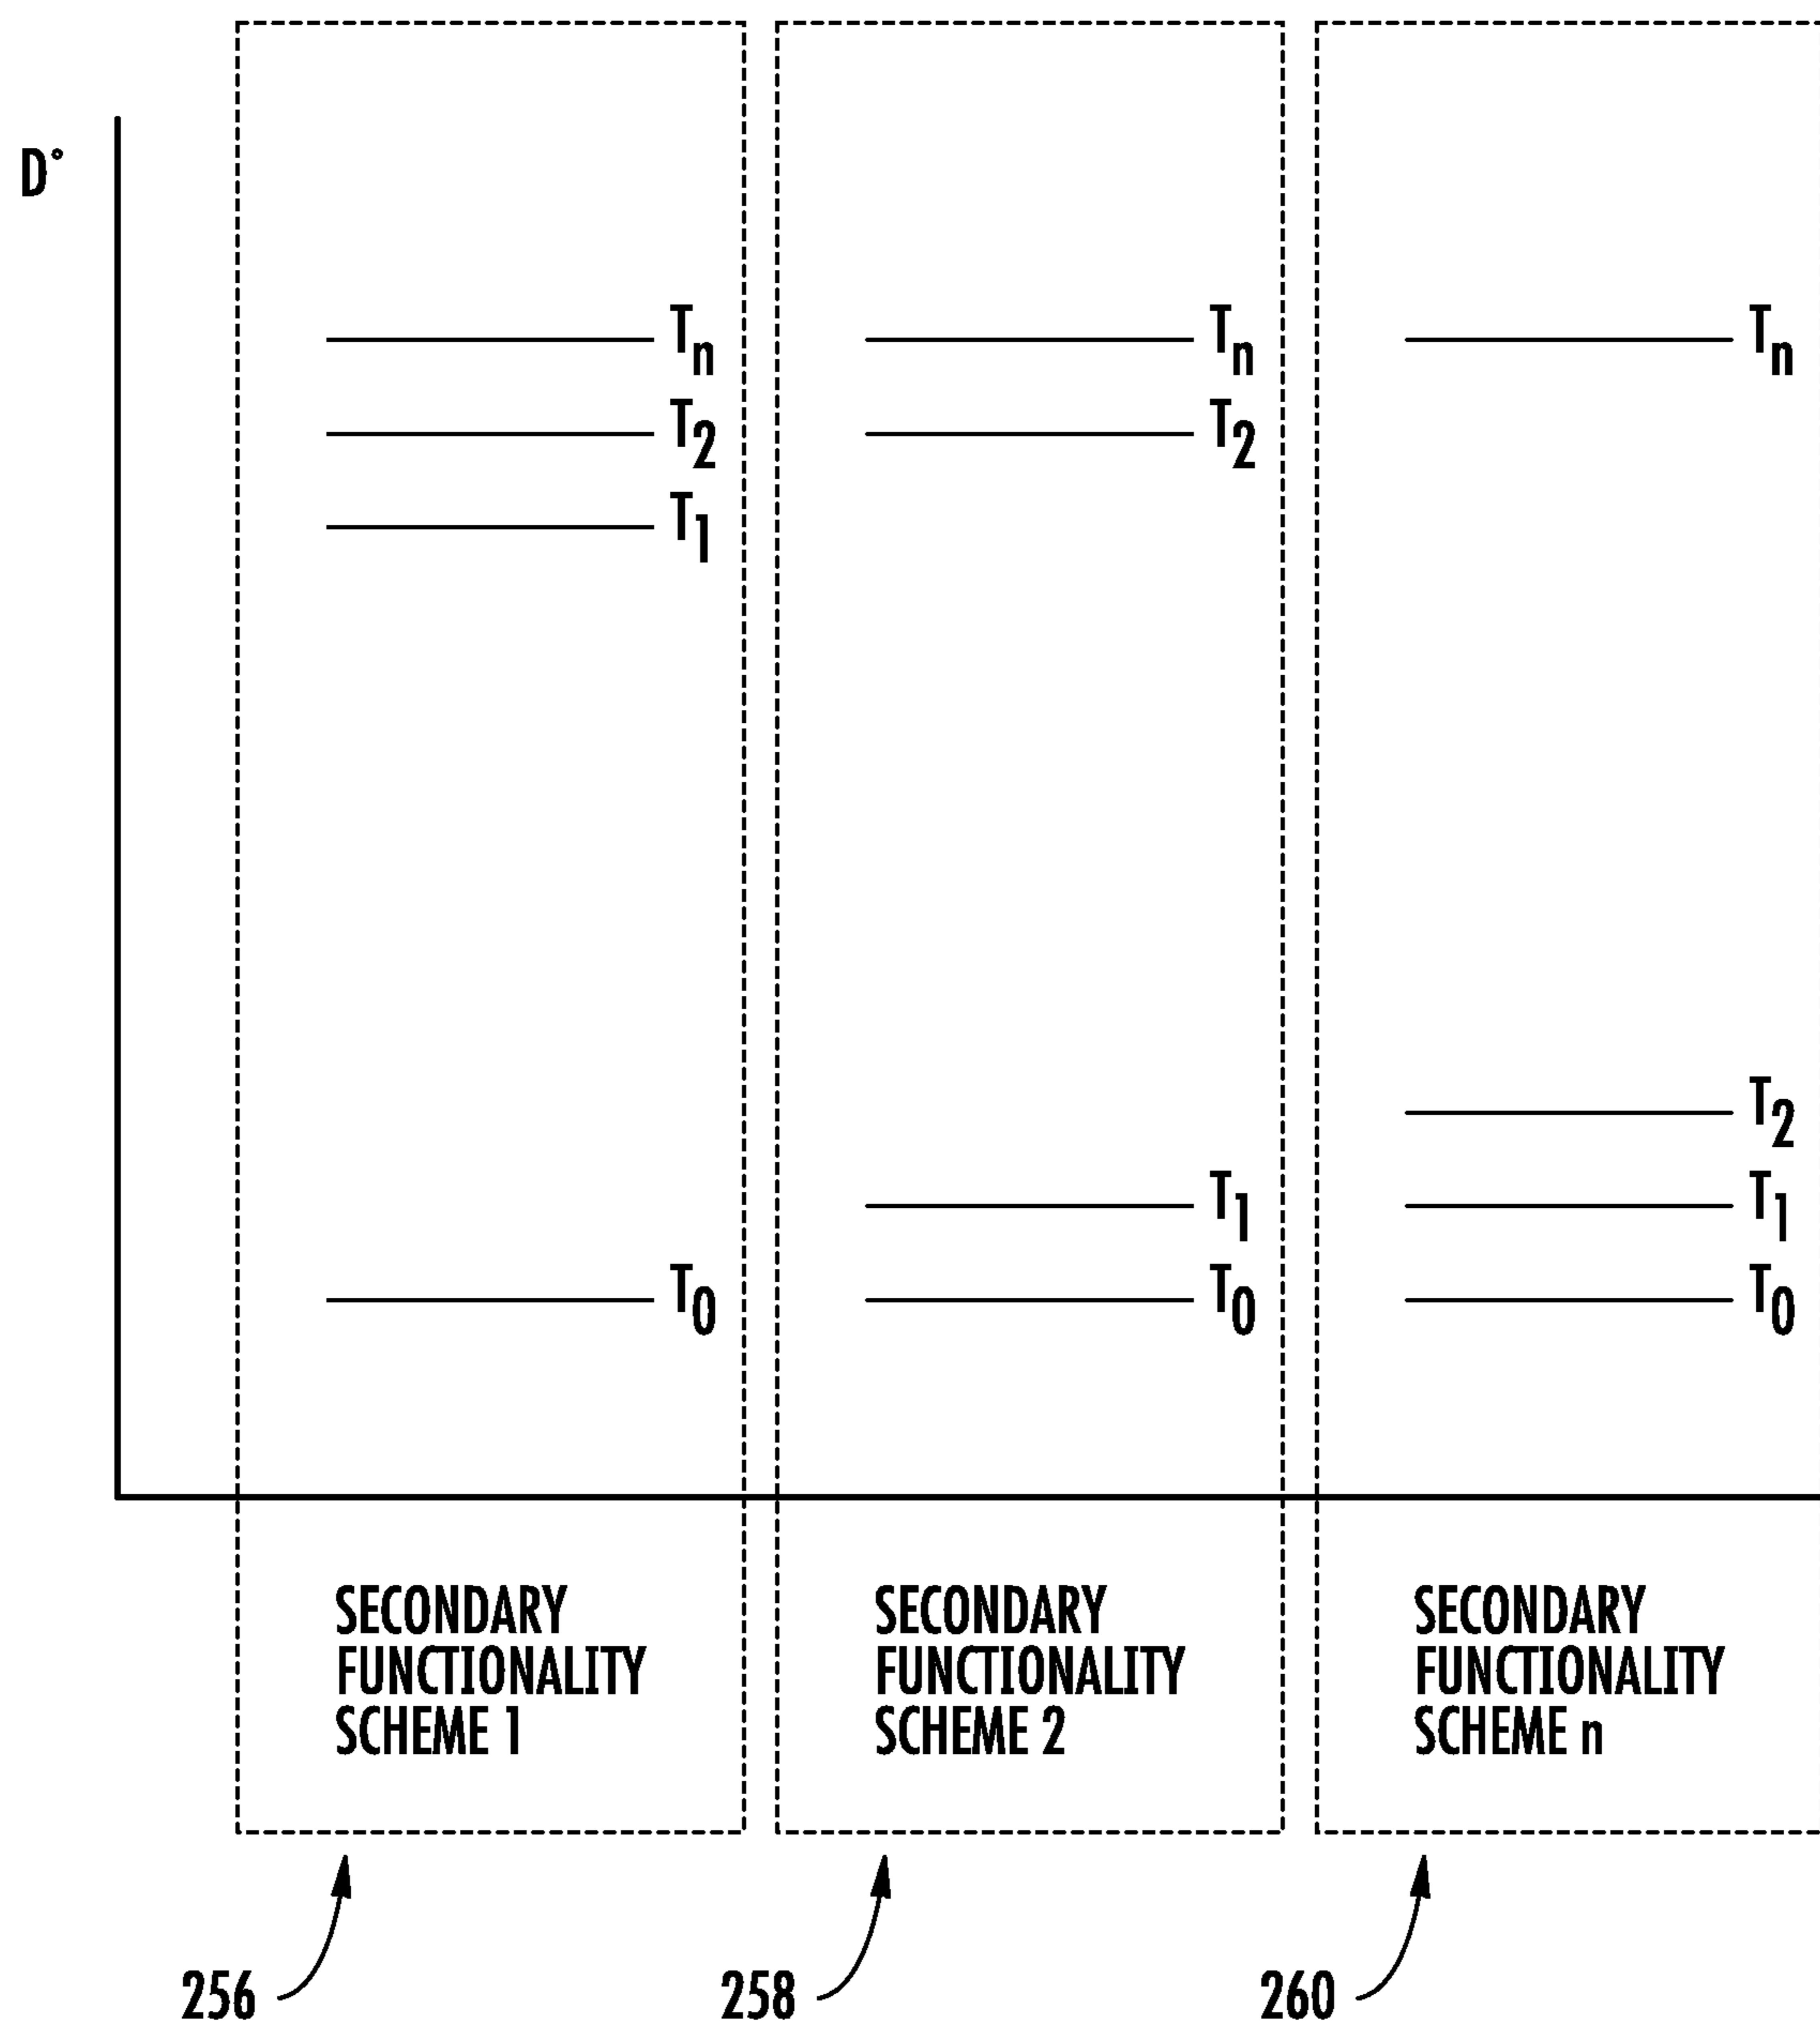 D°
Tn
T2
T1
T0
Tn
T2
T1
T0
Tn
T2
T1
T0
SECONDARY
FUNCTIONALITY
SCHEME 1
SECONDARY
FUNCTIONALITY
SCHEME 2
SECONDARY
FUNCTIONALITY
SCHEME n
256
258
260